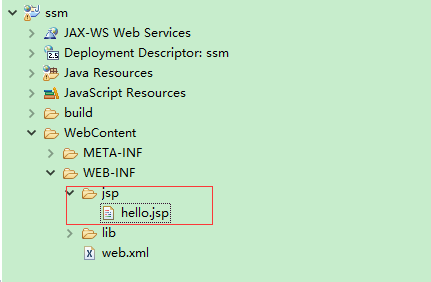 ssm
JAX-WS Web Services
Deployment Descriptor: ssm
Java Resources
JavaScript Resources
build
WebContent
META-INF
WEB-INF
jsp
hello.jsp
lib
web.xml